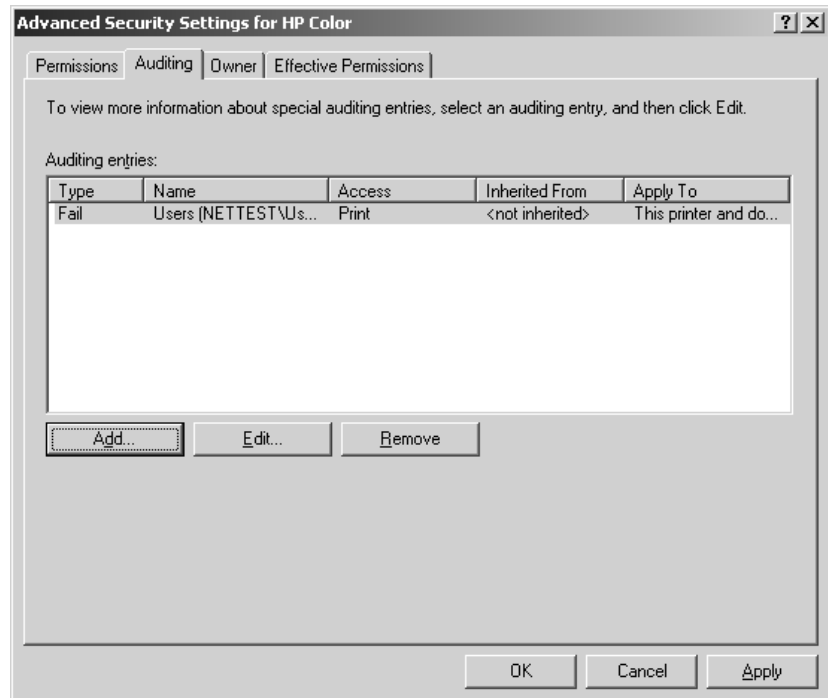 Advanced Security Settings for HP Color
Permissions Auditing Owner Effective Permissions
To view more information about special auditing entries, select an auditing entry, and then click Edit.
Auditing entries:
Type Name Access Inherited From Apply To
Fail Users (NETTEST\Us... Print <not inherited> This printer and do...
Add... Edit... Remove
OK Cancel Apply